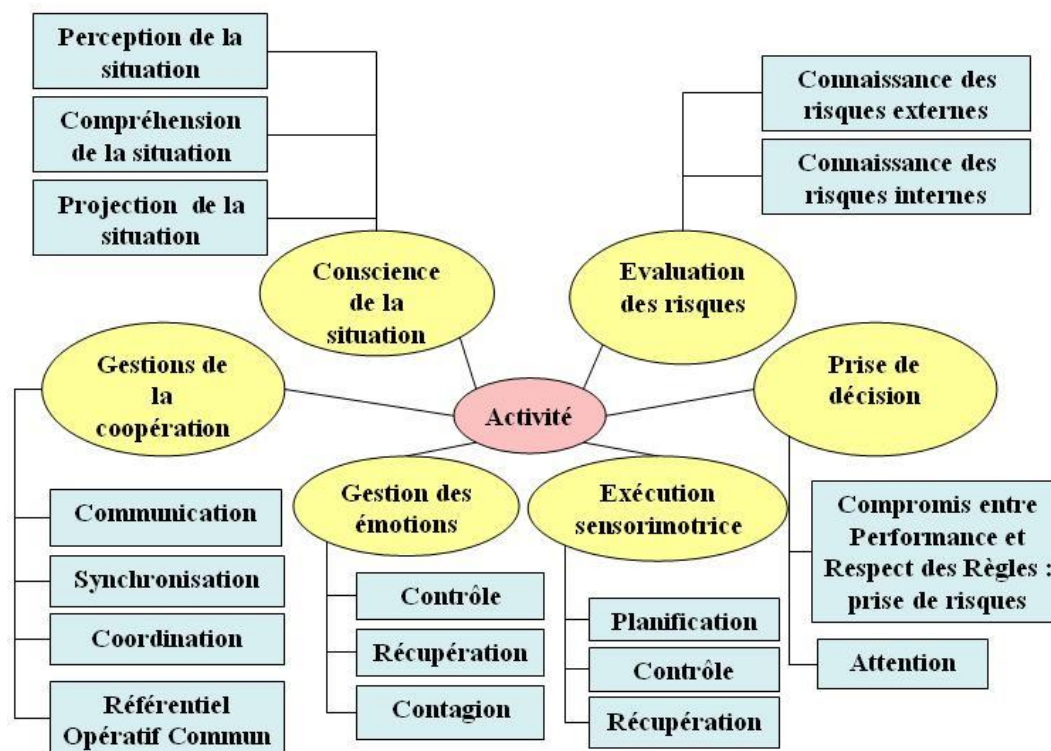 Perception de la
situation
Compréhension
de la situation
Projection de la
situation
Connaissance des
risques externes
Connaissance des
risques internes
Conscience
de la
situation
Evaluation
des risques
Gestions de
la
coopération
Activité
Prise de
décision
Gestion des
émotions
Exécution
sensorimotrice
Communication
Synchronisation
Coordination
Référentiel
Opératif Commun
Contrôle
Récupération
Contagion
Planification
Contrôle
Récupération
Compromis entre
Performance et
Respect des Règles :
prise de risques
Attention